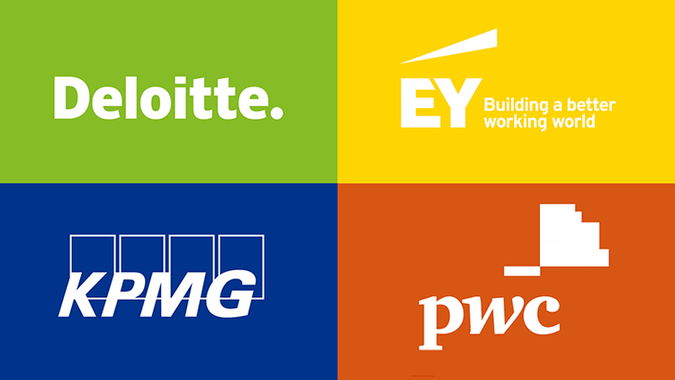 Deloitte.
EY
Building a better
working world
KPMG
pwc